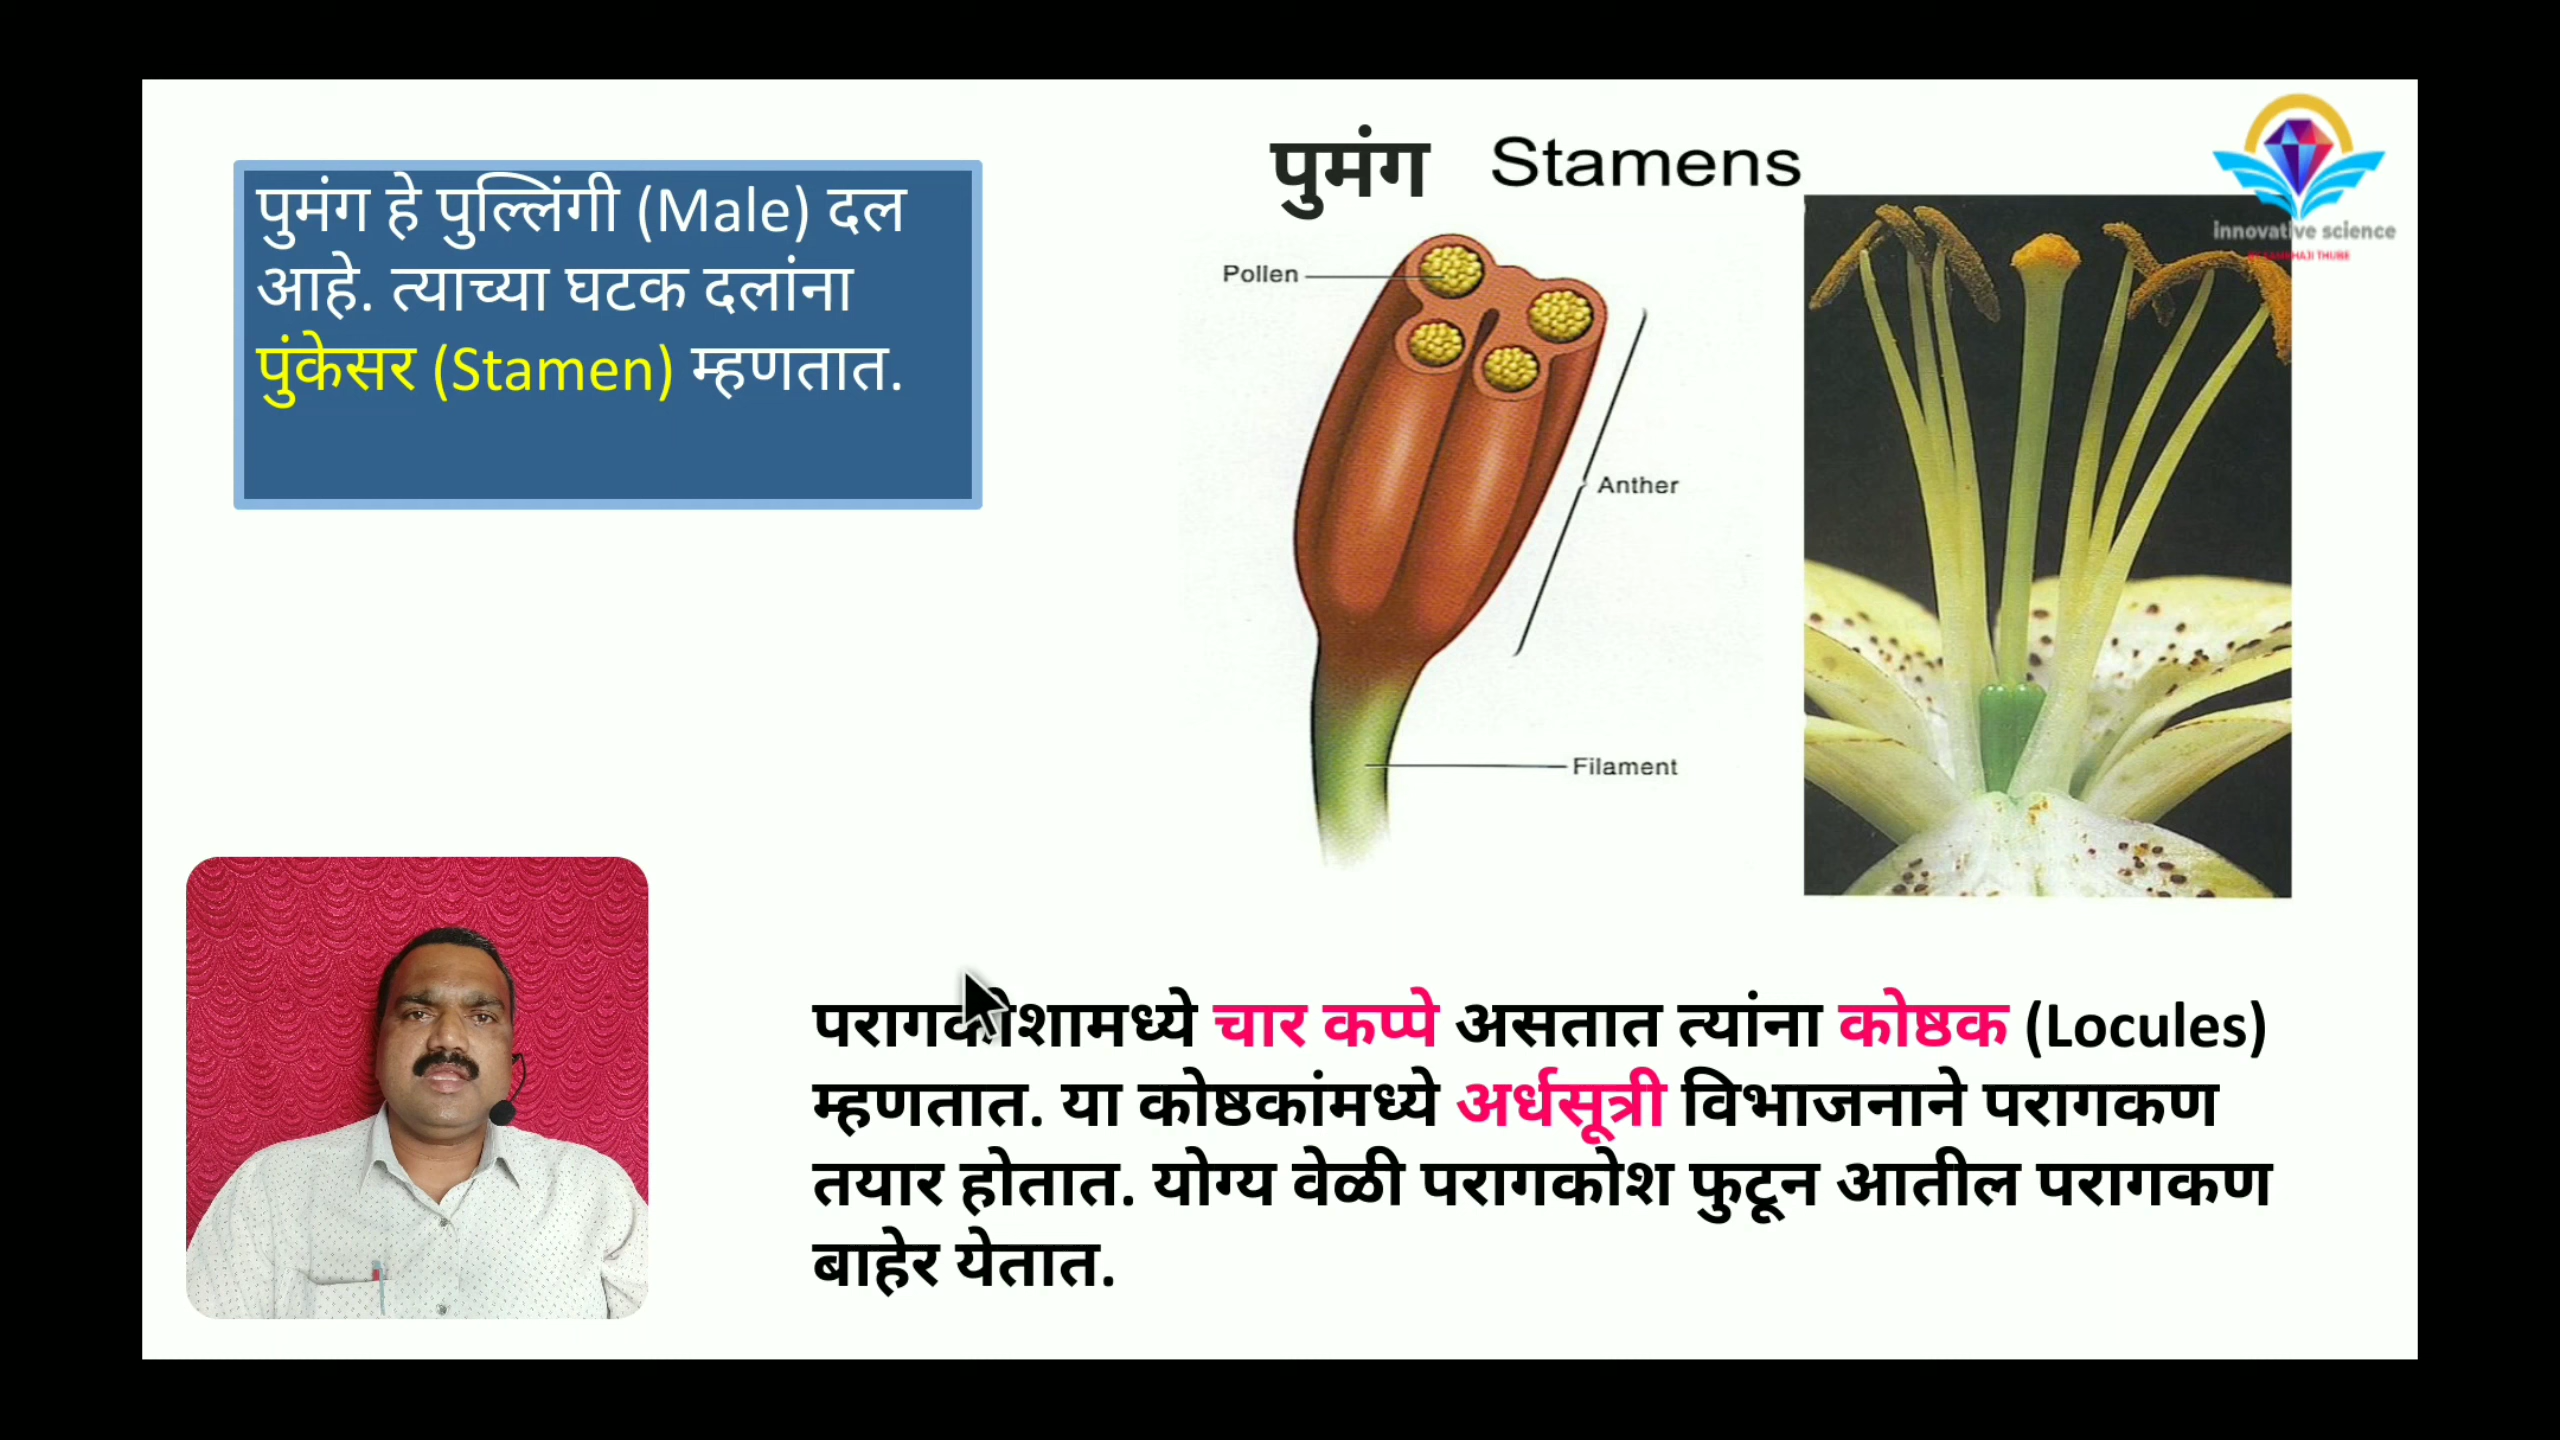 पुमंग Stamens
innovative science
पुमंग हे पुल्लिंगी (Male) दल
आहे. त्याच्या घटक दलांना
पुंकेसर (Stamen) म्हणतात.
Pollen
Anther
Filament
परागकोशामध्ये चार कप्पे असतात त्यांना कोष्ठक (Locules)
म्हणतात. या कोष्ठकांमध्ये अर्धसूत्री विभाजनाने परागकण
तयार होतात. योग्य वेळी परागकोश फुटून आतील परागकण
बाहेर येतात.